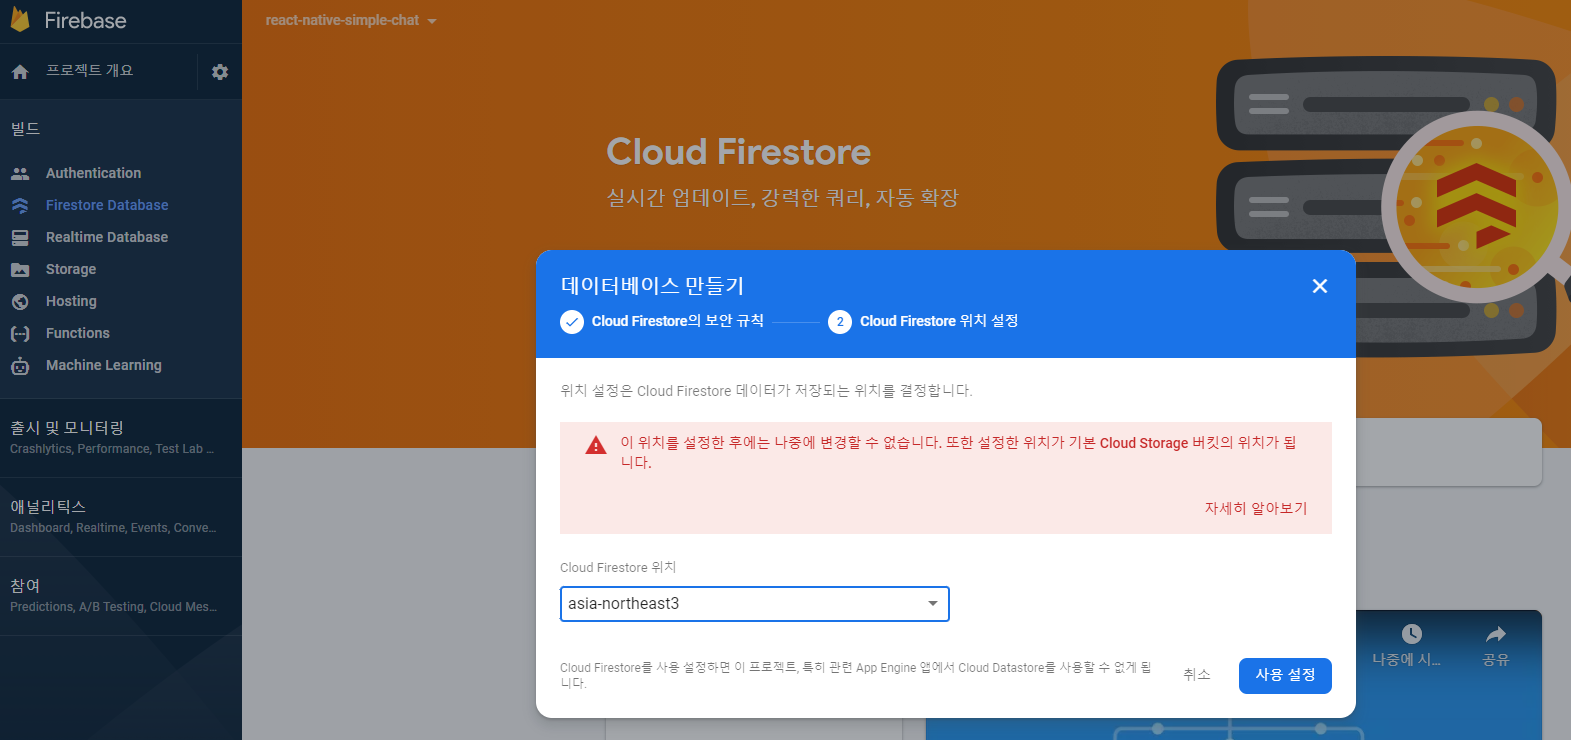 Firebase
프로젝트 개요
빌드
Authentication
Firestore Database
Realtime Database
Storage
Hosting
Functions
Machine Learning
출시 및 모니터링
Crashlytics, Performance, Test Lab ...
애널리틱스
Dashboard, Realtime, Events, Conve...
참여
Predictions, A/B Testing, Cloud Mes...
react-native-simple-chat
Cloud Firestore
실시간 업데이트, 강력한 쿼리, 자동 확장
데이터베이스 만들기
Cloud Firestore의 보안 규칙
2 Cloud Firestore 위치 설정
위치 설정은 Cloud Firestore 데이터가 저장되는 위치를 결정합니다.
이 위치를 설정한 후에는 나중에 변경할 수 없습니다. 또한 설정한 위치가 기본 Cloud Storage 버킷의 위치가 됩
니다.
자세히 알아보기
Cloud Firestore 위치
asia-northeast3
Cloud Firestore를 사용 설정하면 이 프로젝트, 특히 관련 App Engine 앱에서 Cloud Datastore를 사용할 수 없게 됩
니다.
취소
사용 설정
나중에 시...
공유